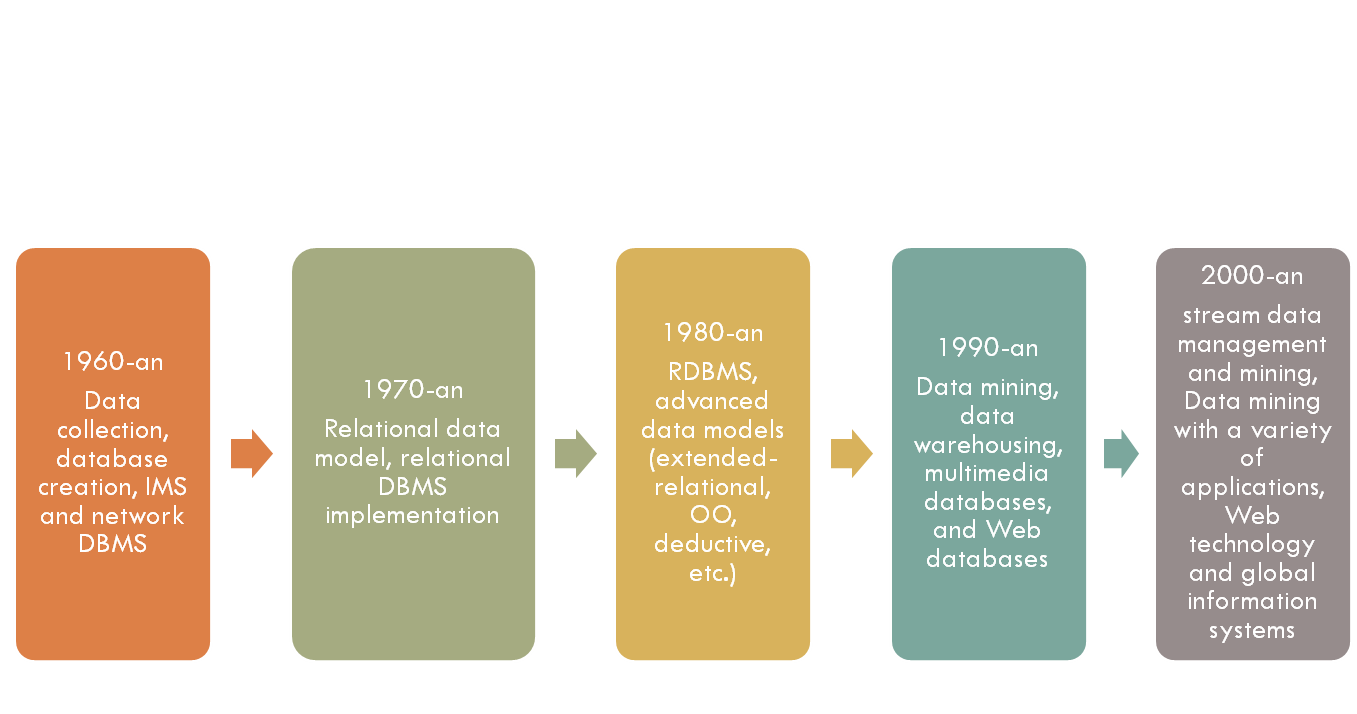 1960-an
Data
collection,
database
creation, IMS
and network
DBMS
1970-an
Relational data
model, relational
DBMS
implementation
1980-an
RDBMS,
advanced
data models
(extended-
relational,
OO,
deductive,
etc.)
1990-an
Data mining,
data
warehousing,
multimedia
databases,
and Web
databases
2000-an
stream data
management
and mining,
Data mining
with a variety
of
applications,
Web
technology
and global
information
systems